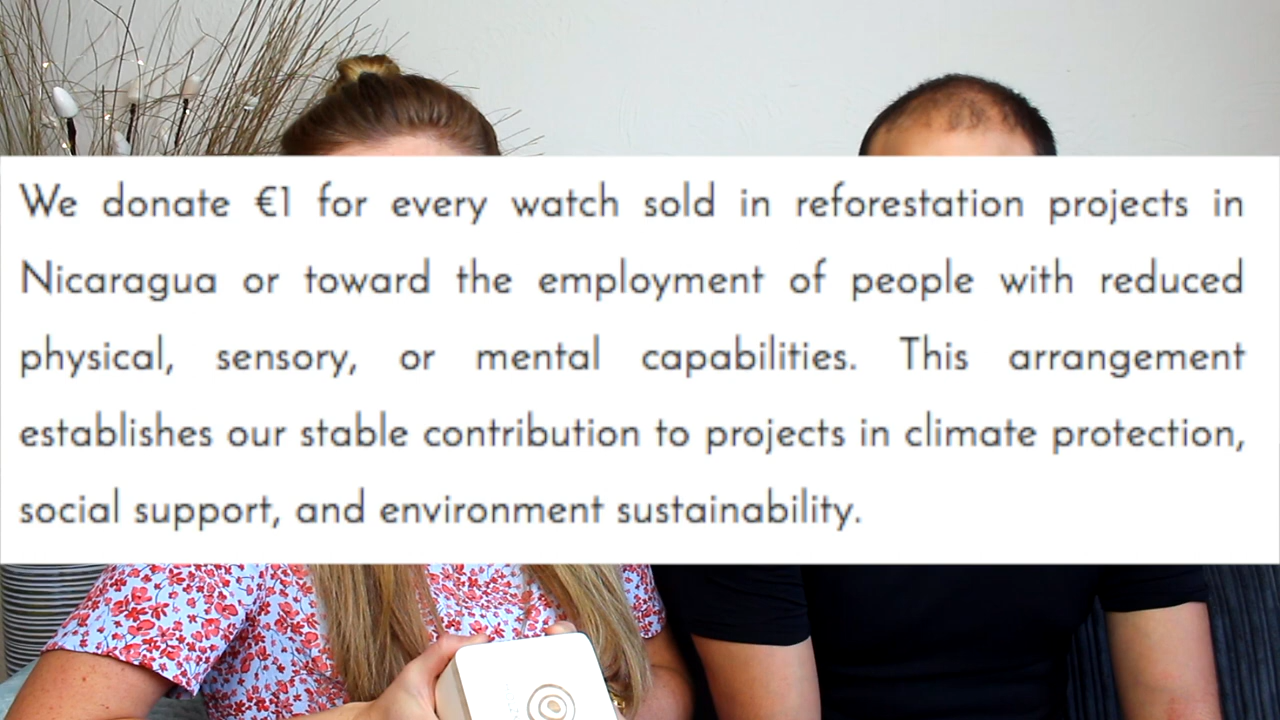 We donate €1 for every watch sold in reforestation projects in
Nicaragua or toward the employment of people with reduced
physical, sensory, or mental capabilities. This arrangement
establishes our stable contribution to projects in climate protection,
social support, and environment sustainability.